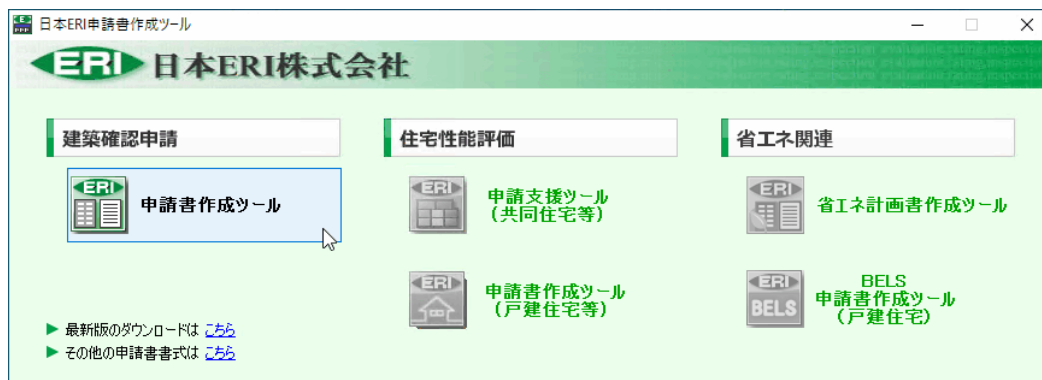 日本ERI申請書作成ツール
ERI 日本ERI株式会社
建築確認申請
ERI
申請書作成ツール
▶ 最新版のダウンロードは こちら
▶ その他の申請書書式は こちら
住宅性能評価
ERI
申請支援ツール
(共同住宅等)
ERI
申請書作成ツール
(戸建住宅等)
省エネ関連
ERI
省エネ計画書作成ツール
ERI
BELS
BELS
申請書作成ツール
(戸建住宅)